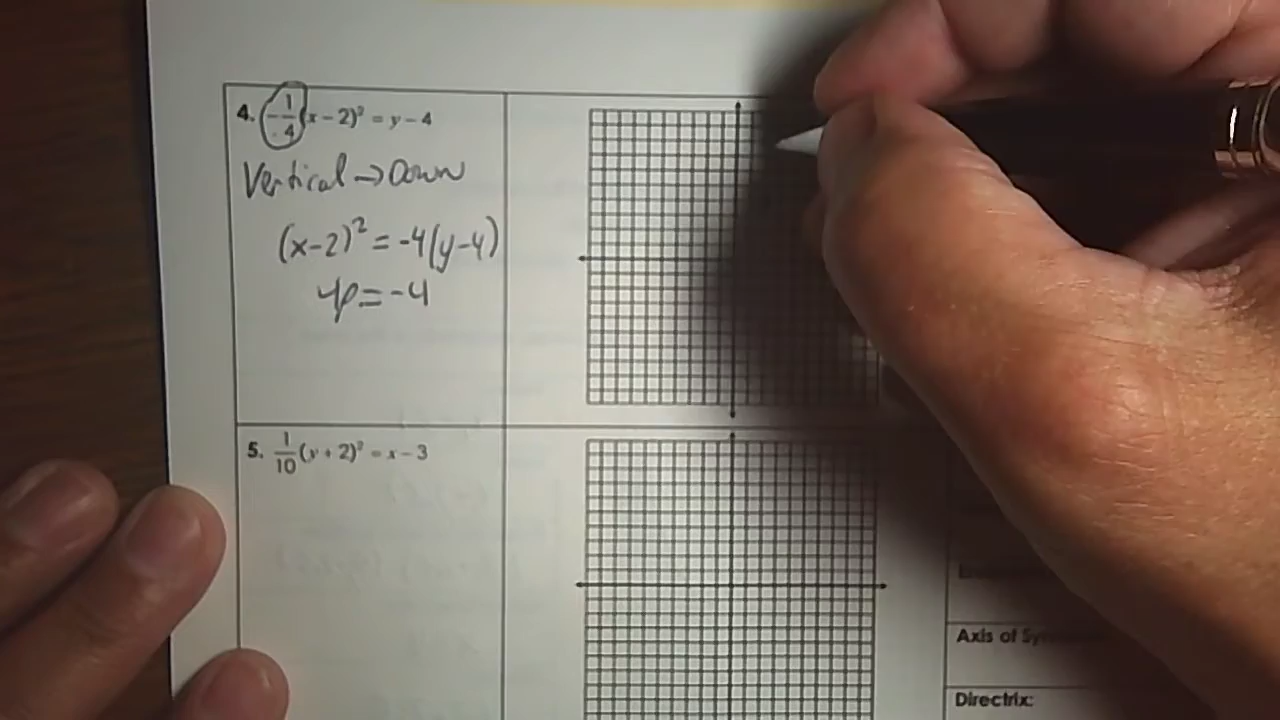 4. (-1/4)(x - 2)² = y - 4
Vertical → Down
(x-2)² = -4(y-4)
4p = -4
5. 1/10 (y + 2)² = x - 3
Axis of
Directrix: